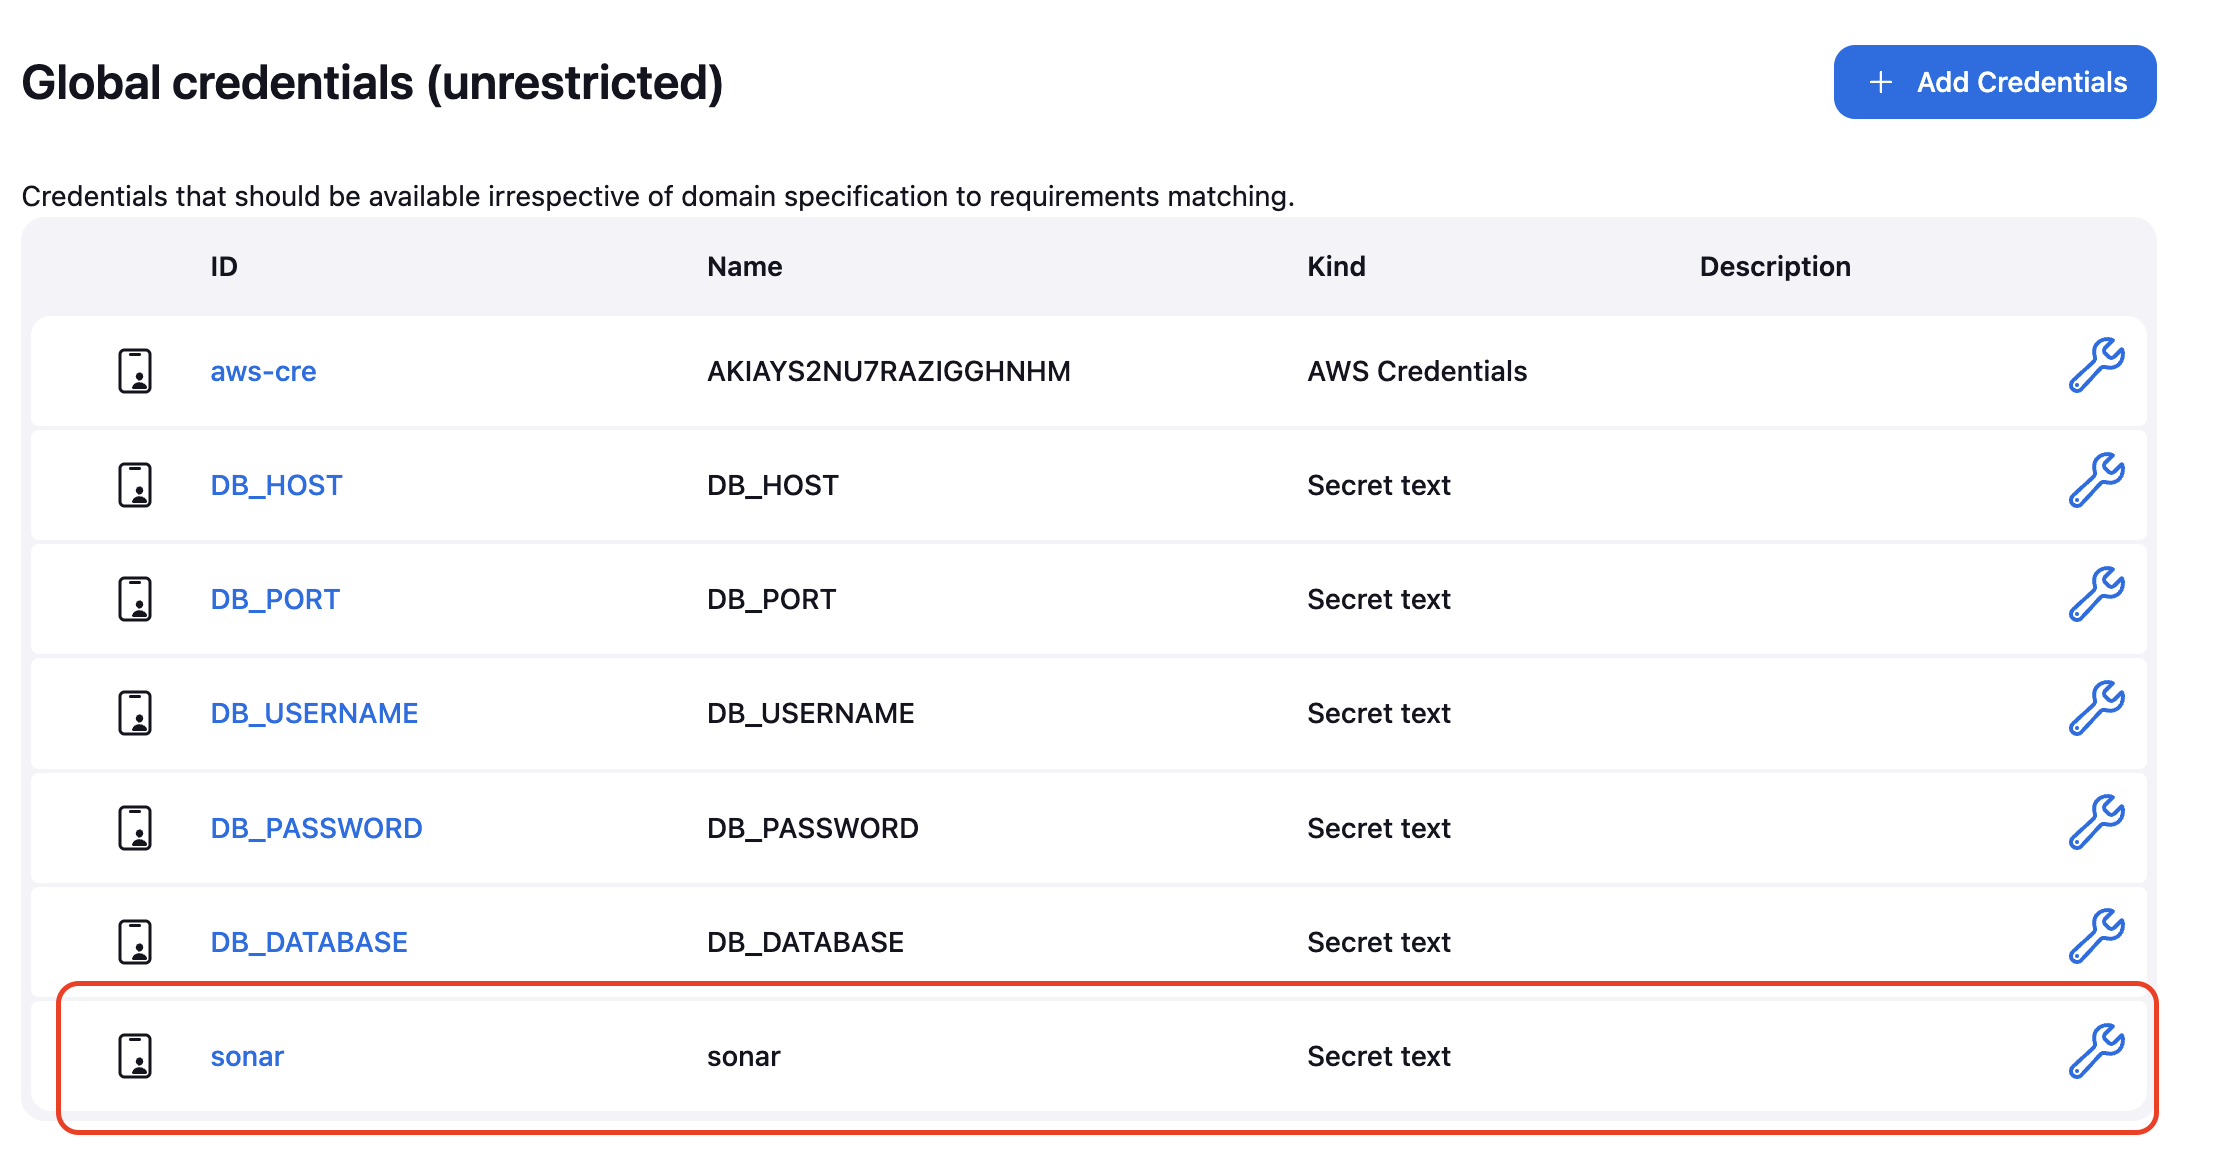 Global credentials (unrestricted)
Add Credentials
Credentials that should be available irrespective of domain specification to requirements matching.
ID Name Kind Description
aws-cre AKIAYS2NU7RAZIGGHNHM AWS Credentials
DB_HOST DB_HOST Secret text
DB_PORT DB_PORT Secret text
DB_USERNAME DB_USERNAME Secret text
DB_PASSWORD DB_PASSWORD Secret text
DB_DATABASE DB_DATABASE Secret text
sonar sonar Secret text